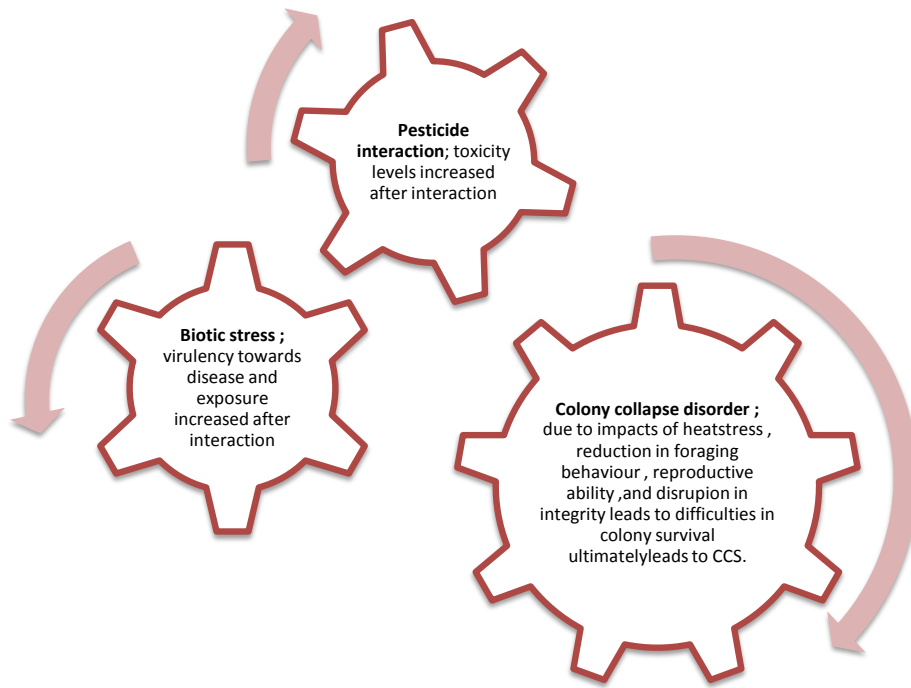 Pesticide
interaction; toxicity
levels increased
after interaction
Biotic stress ;
virulency towards
disease and
exposure
increased after
interaction
Colony collapse disorder ;
due to impacts of heatstress ,
reduction in foraging
behaviour , reproductive
ability ,and disrupion in
integrity leads to difficulties in
colony survival
ultimatelyleads to CCS.